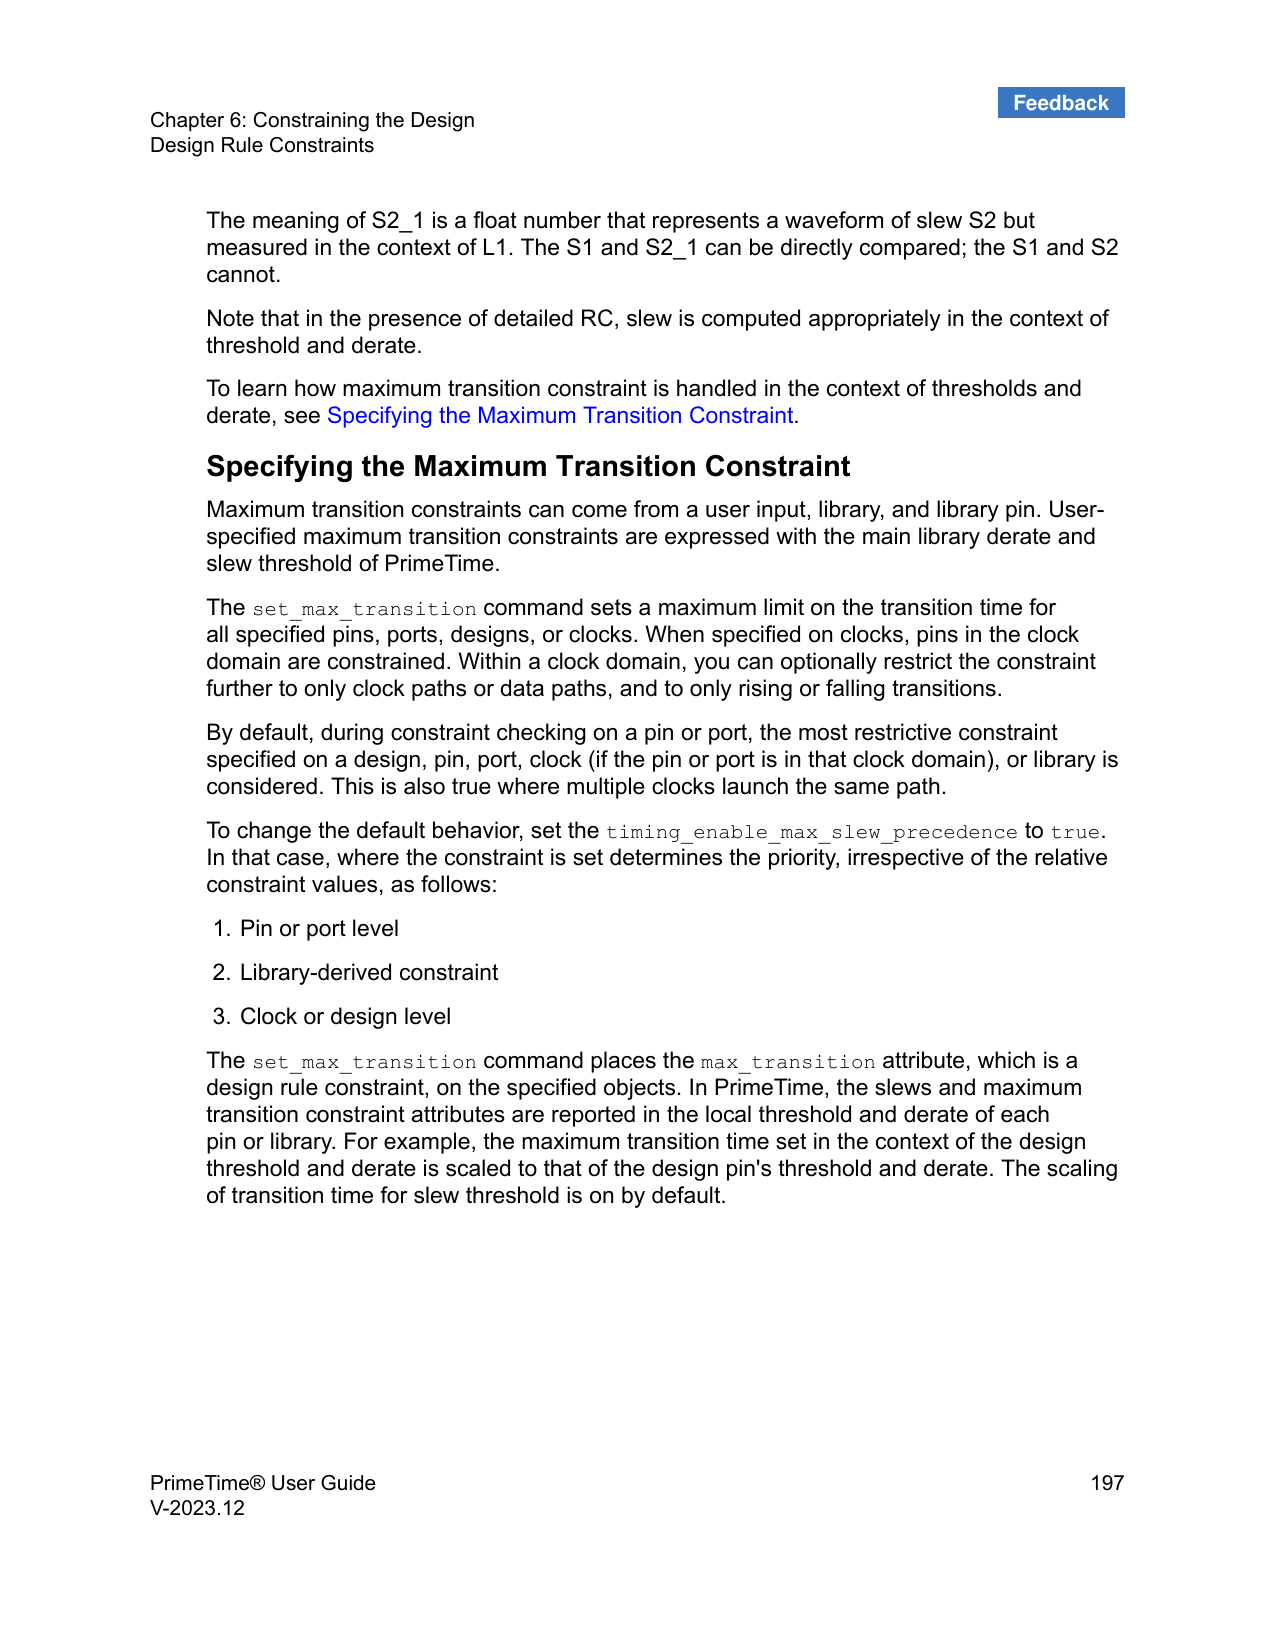 Feedback
Chapter 6: Constraining the Design
Design Rule Constraints
The meaning of S2_1 is a float number that represents a waveform of slew S2 but
measured in the context of L1. The S1 and S2_1 can be directly compared; the S1 and S2
cannot.
Note that in the presence of detailed RC, slew is computed appropriately in the context of
threshold and derate.
To learn how maximum transition constraint is handled in the context of thresholds and
derate, see Specifying the Maximum Transition Constraint.
Specifying the Maximum Transition Constraint
Maximum transition constraints can come from a user input, library, and library pin. User-
specified maximum transition constraints are expressed with the main library derate and
slew threshold of PrimeTime.
The set_max_transition command sets a maximum limit on the transition time for
all specified pins, ports, designs, or clocks. When specified on clocks, pins in the clock
domain are constrained. Within a clock domain, you can optionally restrict the constraint
further to only clock paths or data paths, and to only rising or falling transitions.
By default, during constraint checking on a pin or port, the most restrictive constraint
specified on a design, pin, port, clock (if the pin or port is in that clock domain), or library is
considered. This is also true where multiple clocks launch the same path.
To change the default behavior, set the timing_enable_max_slew_precedence to true.
In that case, where the constraint is set determines the priority, irrespective of the relative
constraint values, as follows:
1. Pin or port level
2. Library-derived constraint
3. Clock or design level
The set_max_transition command places the max_transition attribute, which is a
design rule constraint, on the specified objects. In PrimeTime, the slews and maximum
transition constraint attributes are reported in the local threshold and derate of each
pin or library. For example, the maximum transition time set in the context of the design
threshold and derate is scaled to that of the design pin's threshold and derate. The scaling
of transition time for slew threshold is on by default.
PrimeTime® User Guide
V-2023.12
197